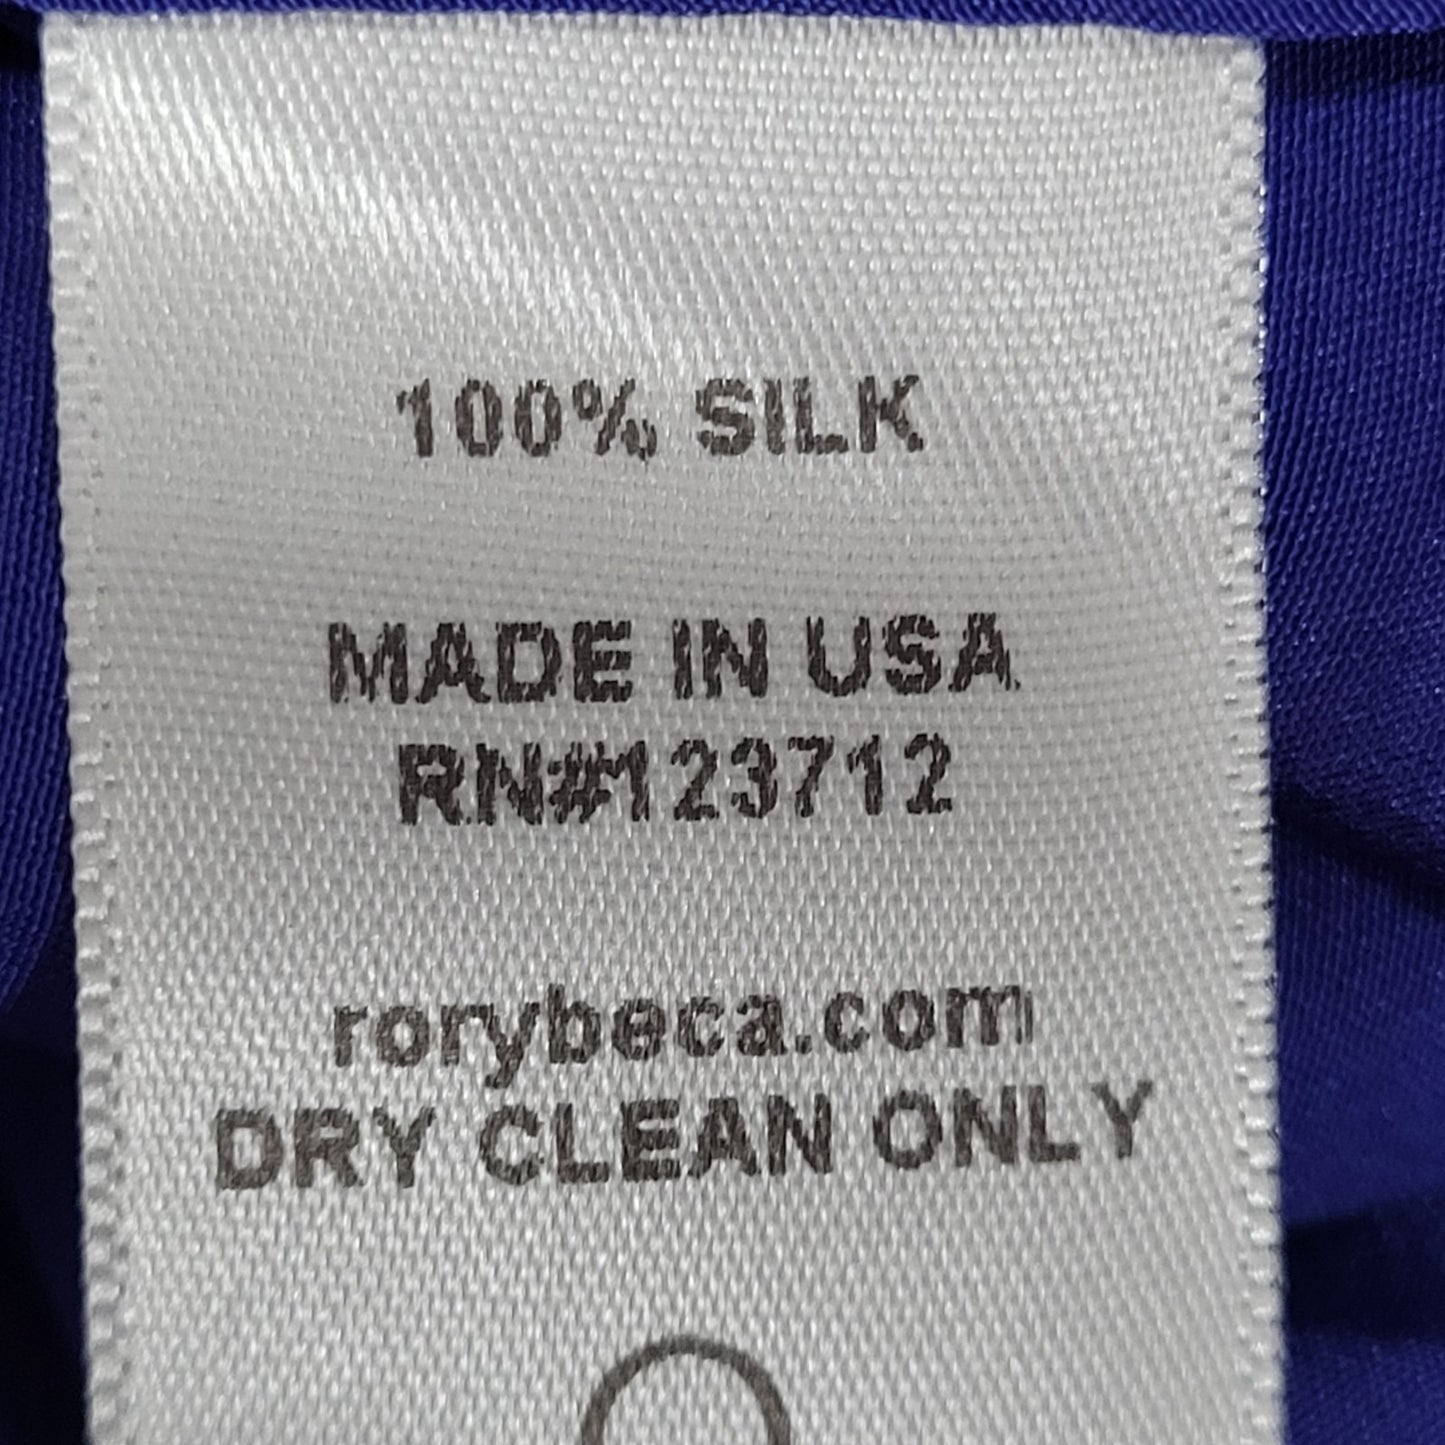 100% SILK
MADE IN USA
RN#123712
rorybeca.com
DRY CLEAN ONLY